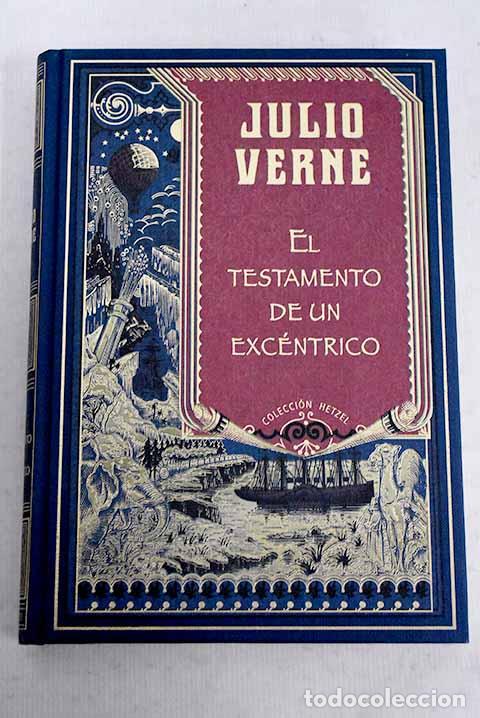 JULIO
VERNE
EL
TESTAMENTO
DE UN
EXCÉNTRICO
COLECCIÓN HETZEL
todocoleccion